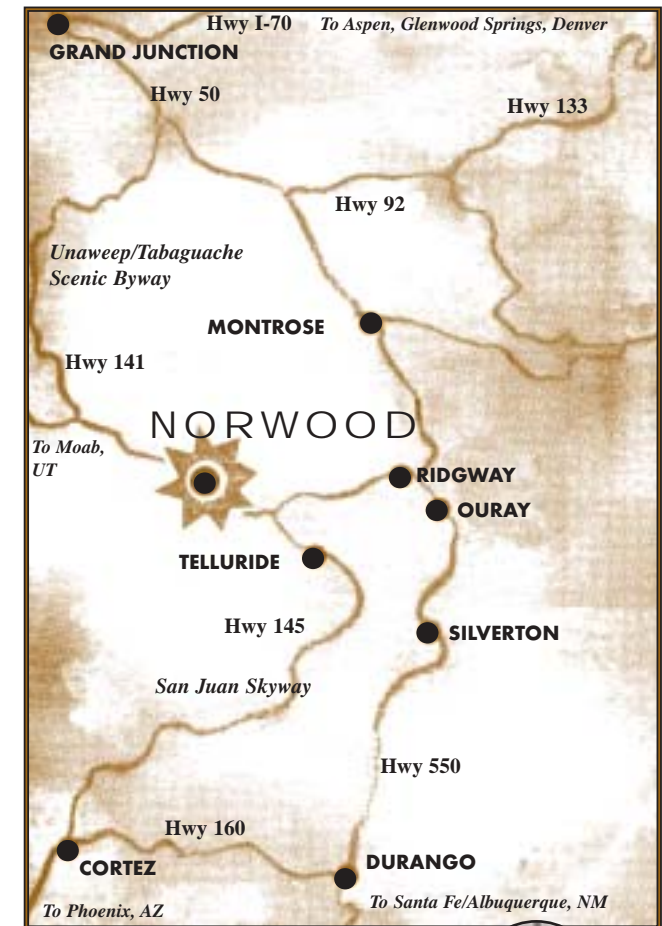 Hwy I-70
To Aspen, Glenwood Springs, Denver
GRAND JUNCTION
Hwy 50
Hwy 133
Hwy 92
Unaweep/Tabaguache
Scenic Byway
MONTROSE
Hwy 141
NORWOOD
To Moab,
UT
RIDGWAY
OURAY
TELLURIDE
Hwy 145
SILVERTON
San Juan Skyway
Hwy 550
Hwy 160
DURANGO
CORTEZ
To Santa Fe/Albuquerque, NM
To Phoenix, AZ